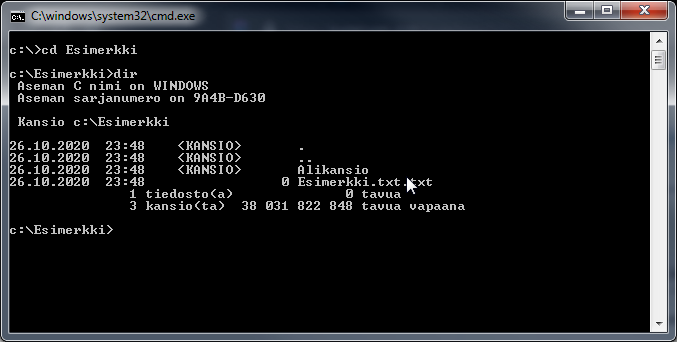 C:\windows\system32\cmd.exe
c:\>cd Esimerkki
c:\Esimerkki>dir
Aseman C nimi on WINDOWS
Aseman sarjanumero on 9A4B-D630
Kansio c:\Esimerkki
26.10.2020  23:48    <KANSIO>       .
26.10.2020  23:48    <KANSIO>       ..
26.10.2020  23:48    <KANSIO>       Alikansio
26.10.2020  23:48                 0 Esimerkki.txt.txt
1 tiedosto(a)              0 tavua
3 kansio(ta)  38 031 822 848 tavua vapaana
c:\Esimerkki>